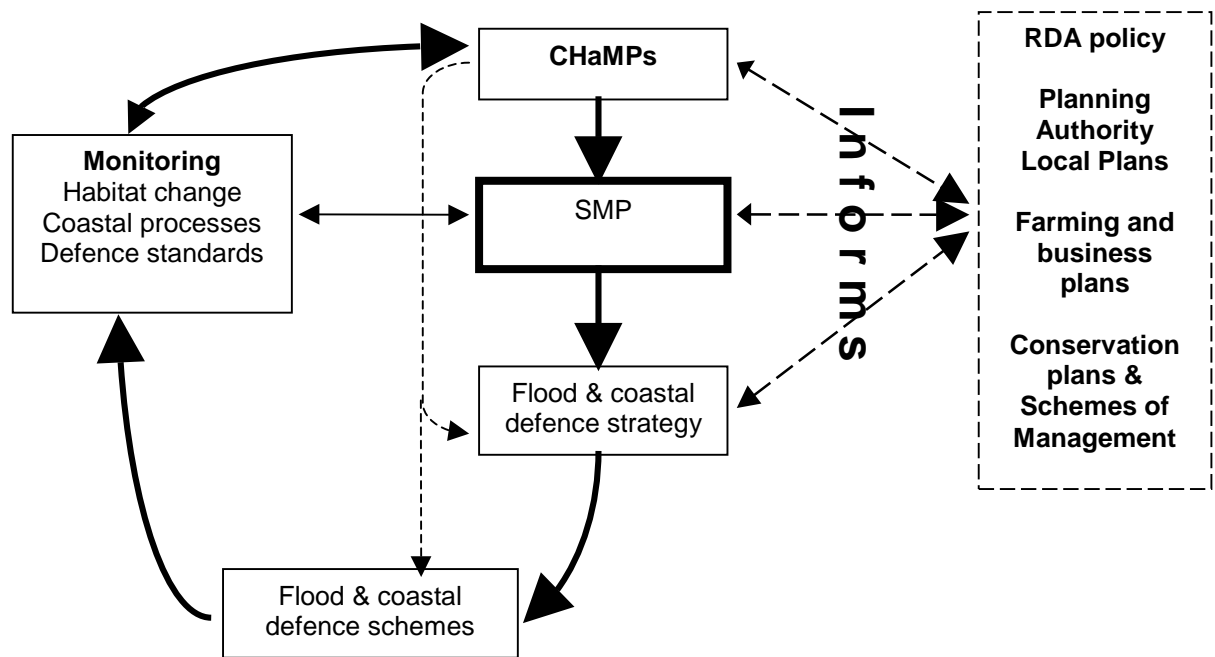 CHaMPs
Monitoring
Habitat change
Coastal processes
Defence standards
SMP
Flood & coastal
defence strategy
Flood & coastal
defence schemes
Informs
RDA policy
Planning
Authority
Local Plans
Farming and
business
plans
Conservation
plans &
Schemes of
Management